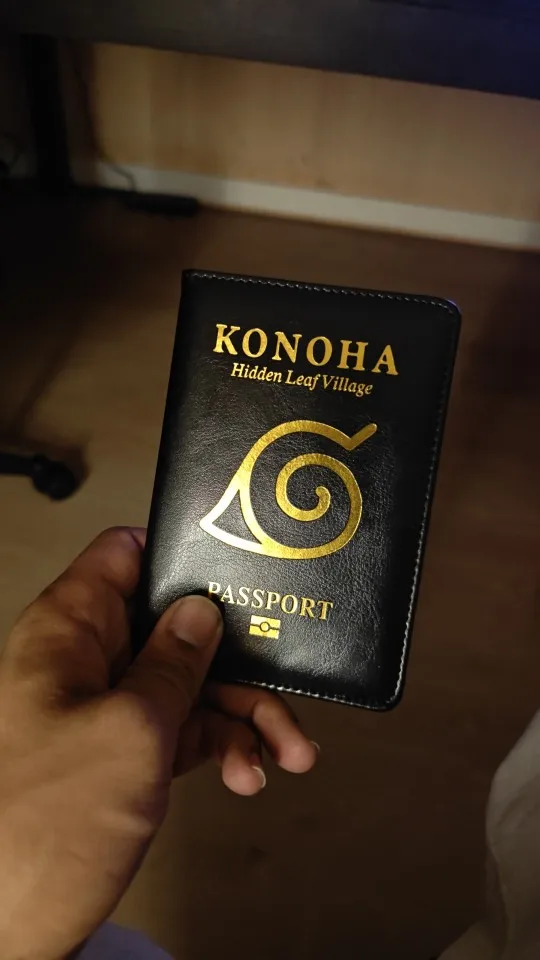 KONOHA
Hidden Leaf Village
PASSPORT